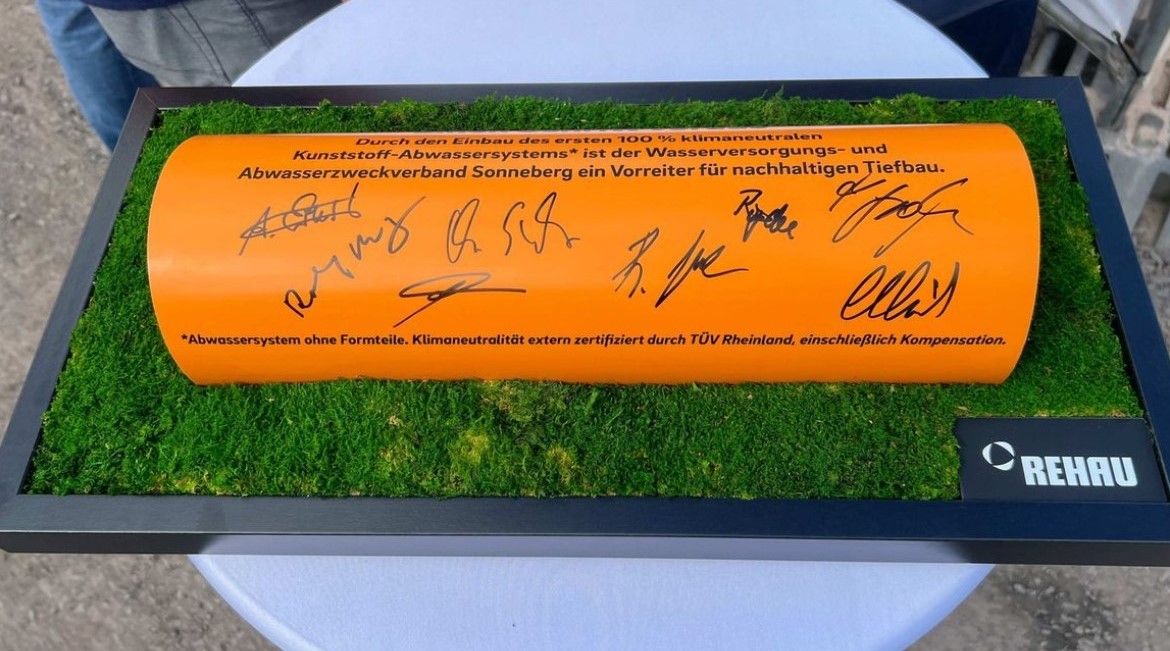 Durch den Einbau des ersten 100 % klimaneutralen
Kunststoff-Abwassersystems* ist der Wasserversorgungs- und
Abwasserzweckverband Sonneberg ein Vorreiter für nachhaltigen Tiefbau.
*Abwassersystem ohne Formteile. Klimaneutralität extern zertifiziert durch TÜV Rheinland, einschließlich Kompensation.
REHAU